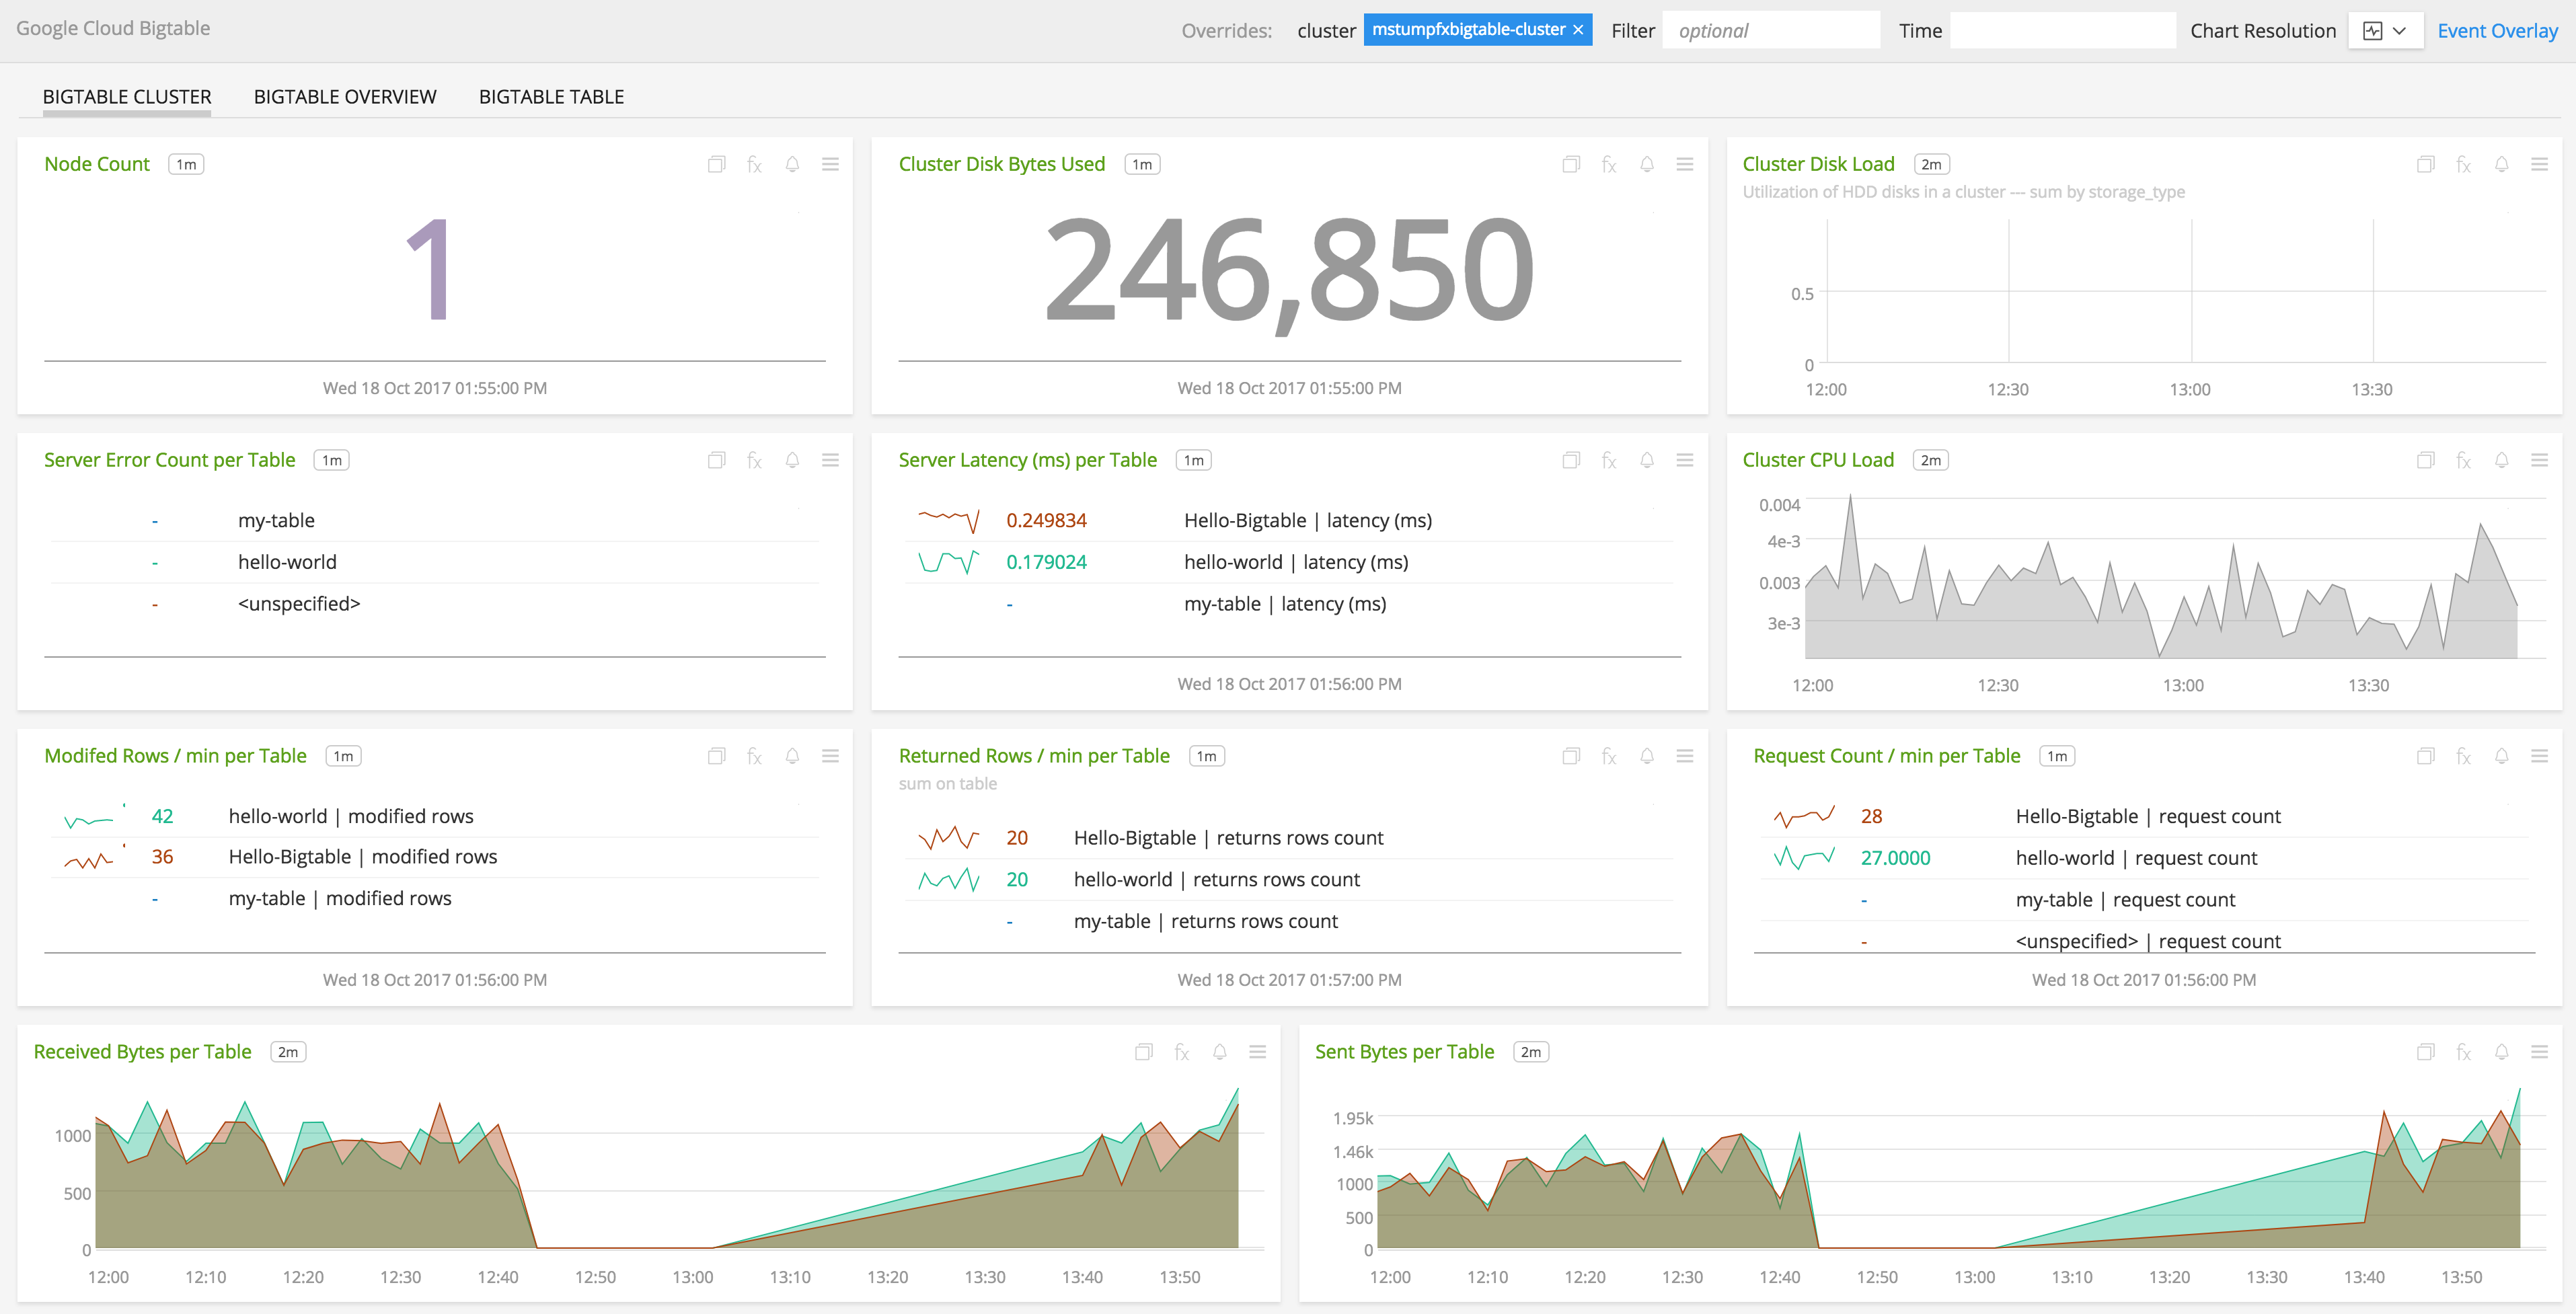 Google Cloud Bigtable
Overrides: cluster mstumpfxbigtable-cluster × Filter optional Time Chart Resolution Event Overlay
BIGTABLE CLUSTER BIGTABLE OVERVIEW BIGTABLE TABLE
Node Count 1m
1
Wed 18 Oct 2017 01:55:00 PM
Cluster Disk Bytes Used 1m
246,850
Wed 18 Oct 2017 01:55:00 PM
Cluster Disk Load 2m
Utilization of HDD disks in a cluster --- sum by storage_type
0.5
0
12:00 12:30 13:00 13:30
Server Error Count per Table 1m
- my-table
- hello-world
- <unspecified>
Server Latency (ms) per Table 1m
0.249834 Hello-Bigtable | latency (ms)
0.179024 hello-world | latency (ms)
- my-table | latency (ms)
Wed 18 Oct 2017 01:56:00 PM
Cluster CPU Load 2m
0.004
4e-3
0.003
3e-3
12:00 12:30 13:00 13:30
Modifed Rows / min per Table 1m
42 hello-world | modified rows
36 Hello-Bigtable | modified rows
- my-table | modified rows
Wed 18 Oct 2017 01:56:00 PM
Returned Rows / min per Table 1m
sum on table
20 Hello-Bigtable | returns rows count
20 hello-world | returns rows count
- my-table | returns rows count
Wed 18 Oct 2017 01:57:00 PM
Request Count / min per Table 1m
28 Hello-Bigtable | request count
27.0000 hello-world | request count
- my-table | request count
- <unspecified> | request count
Wed 18 Oct 2017 01:56:00 PM
Received Bytes per Table 2m
1000
500
0
12:00 12:10 12:20 12:30 12:40 12:50 13:00 13:10 13:20 13:30 13:40 13:50
Sent Bytes per Table 2m
1.95k
1.46k
1000
500
0
12:00 12:10 12:20 12:30 12:40 12:50 13:00 13:10 13:20 13:30 13:40 13:50